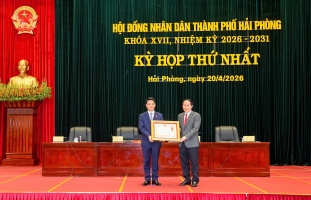 HỘI ĐỒNG NHÂN DÂN THÀNH PHỐ HẢI PHÒNG
KHÓA XVII, NHIỆM KỲ 2026 - 2031
KỲ HỌP THỨ NHẤT
Hải Phòng, ngày 20/4/2026